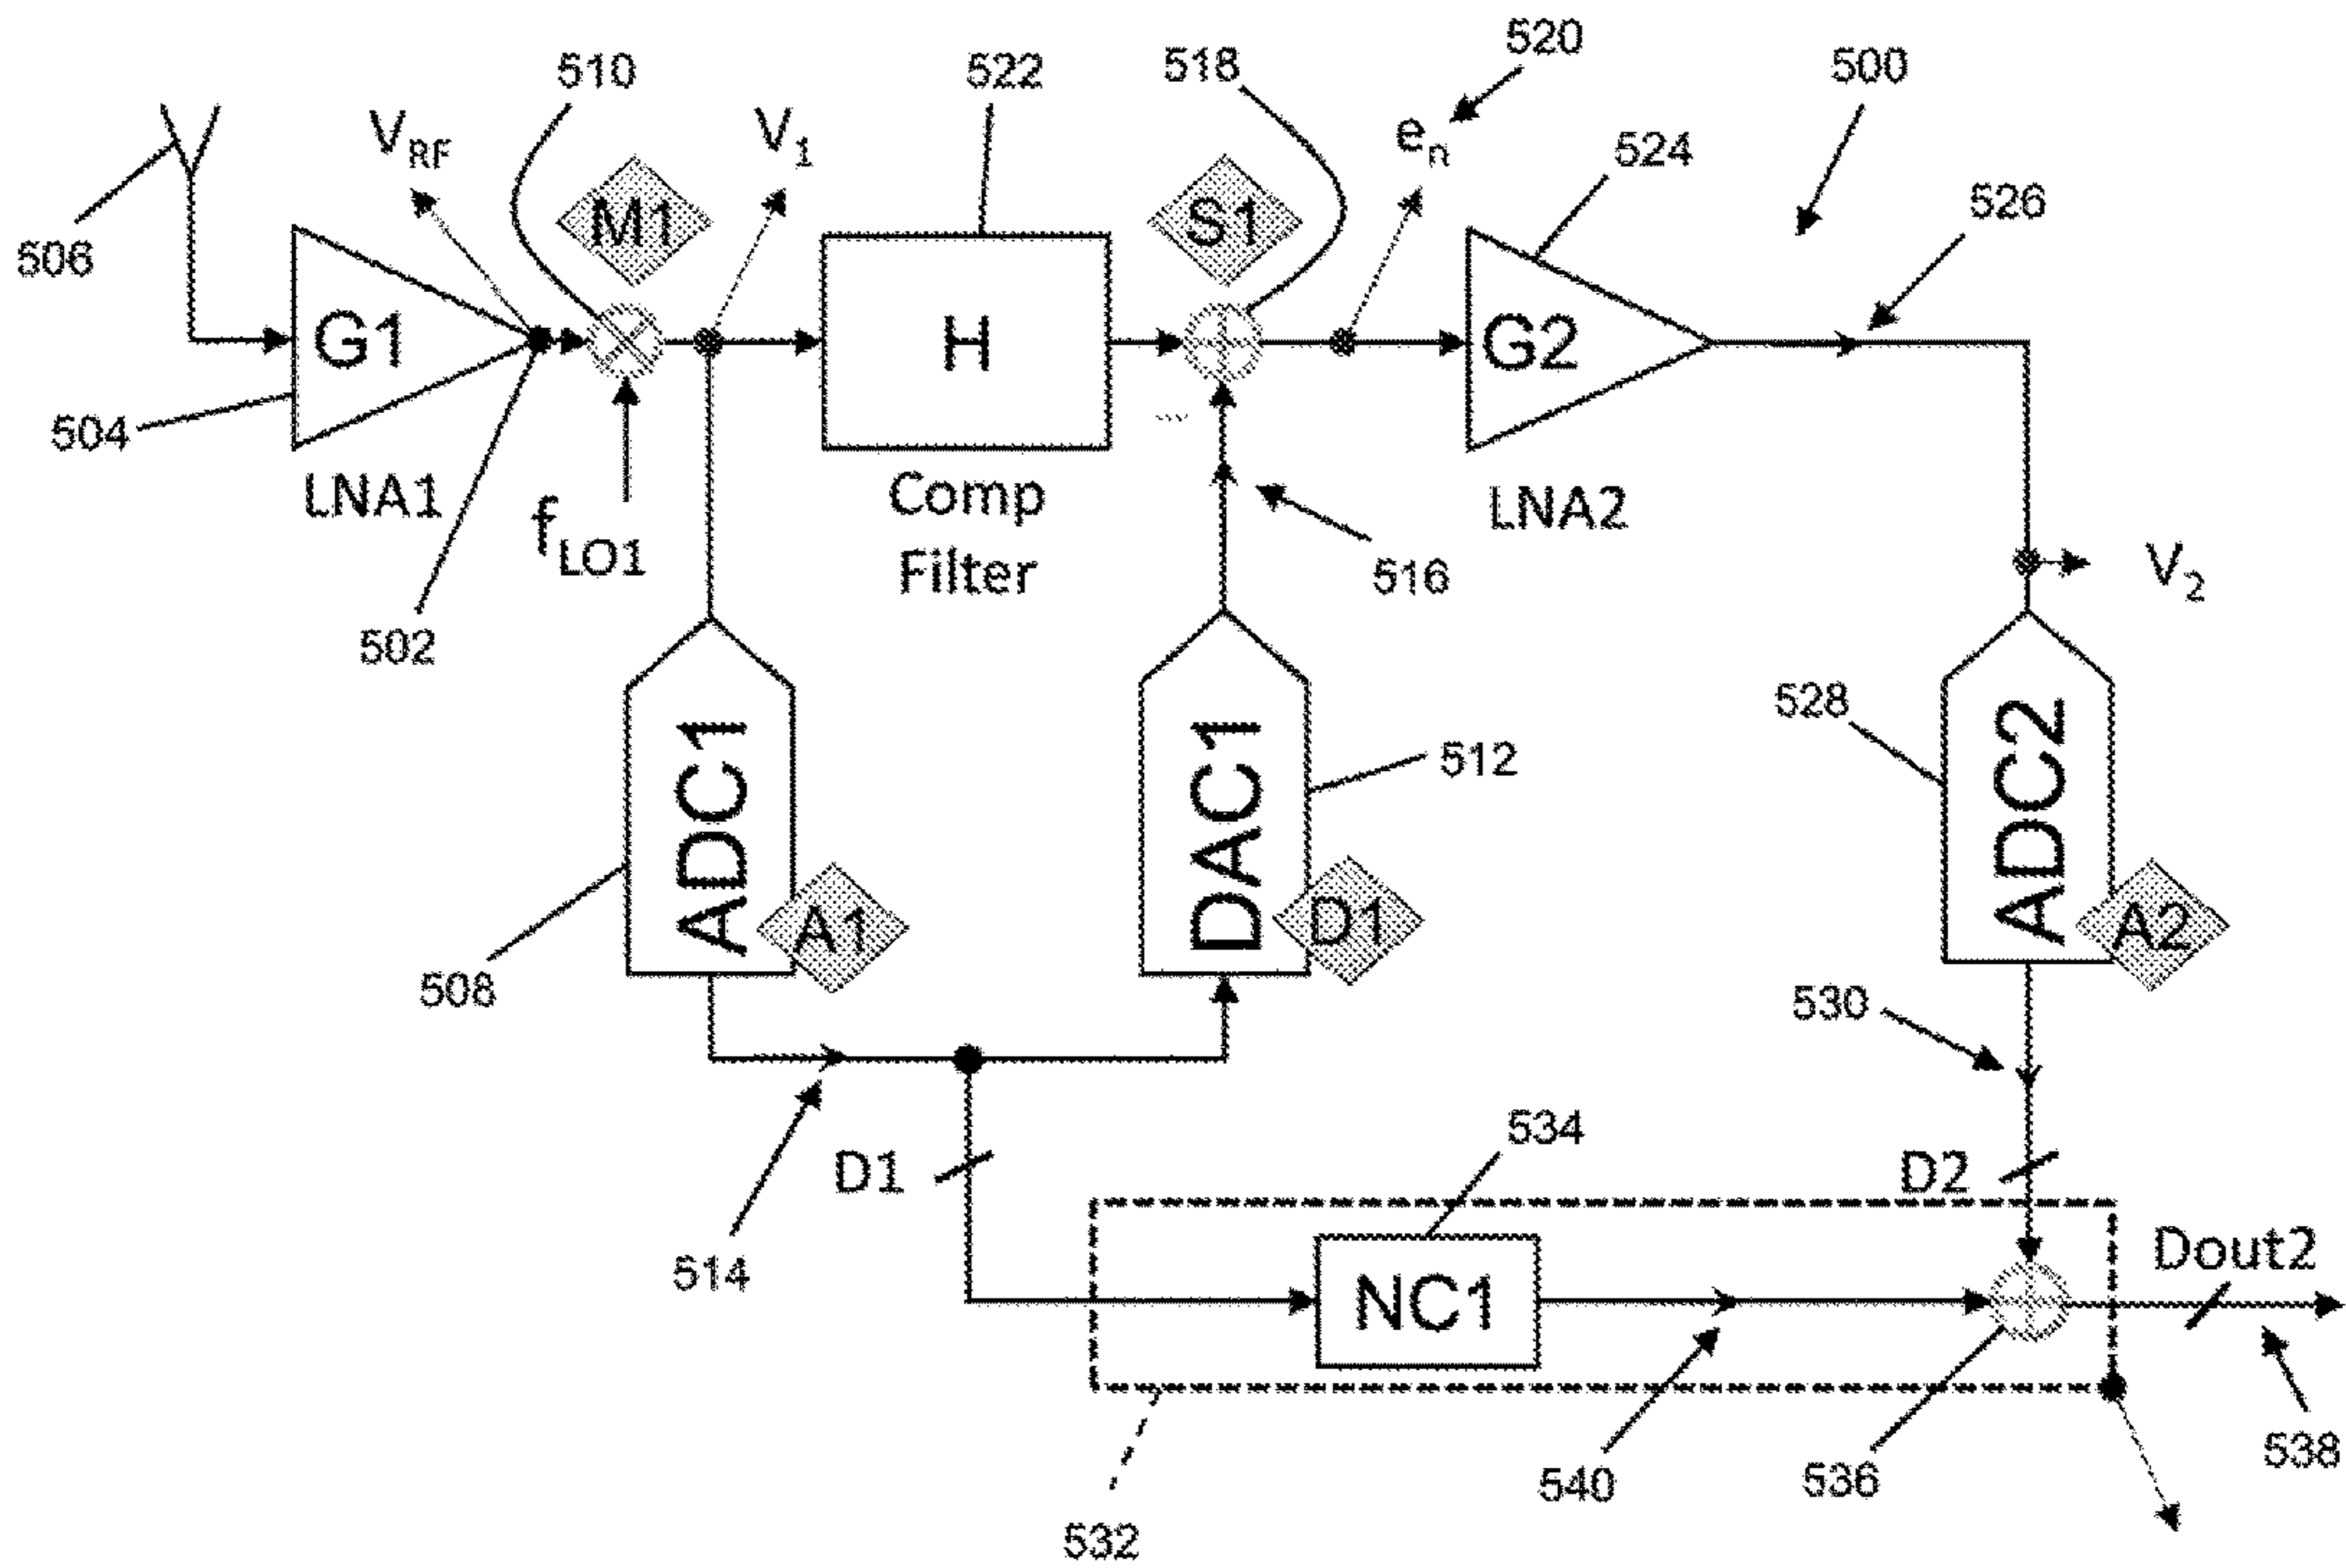 510
522
518
520
500
V_RF
V_1
e_n
524
M1
S1
526
506
G1
H
G2
504
LNA1
f_LO1
Comp
Filter
LNA2
516
V_2
502
528
ADC1
DAC1
512
ADC2
A1
D1
A2
508
530
534
D1
D2
514
NC1
Dout2
540
536
538
532